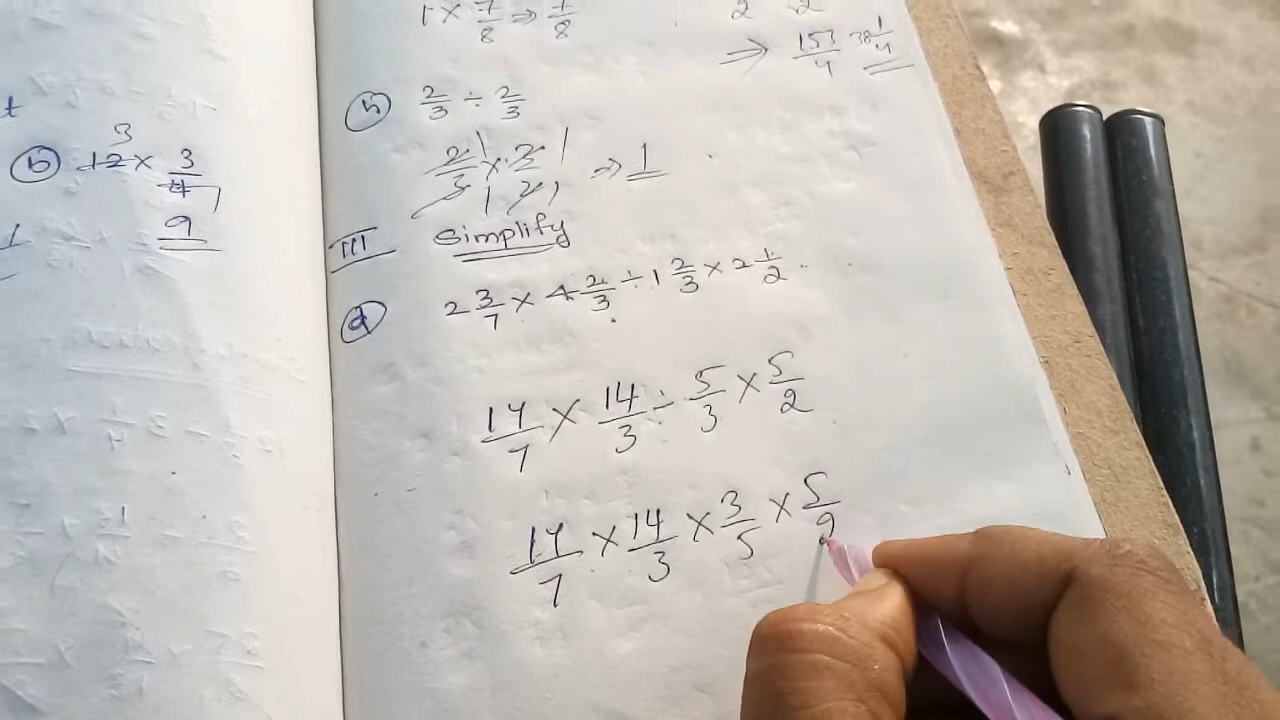 t
(b) 12 × 3/4
3
1
9
1 × 7/8 ⇒ 7/8
2 2
⇒ 153/4 38 1/4
(h) 2/3 ÷ 2/3
⇒ 1
III Simplify
(a) 2 3/7 × 4 2/3 ÷ 1 2/3 × 2 1/2
17/7 × 14/3 ÷ 5/3 × 5/2
17/7 × 14/3 × 3/5 × 5/2